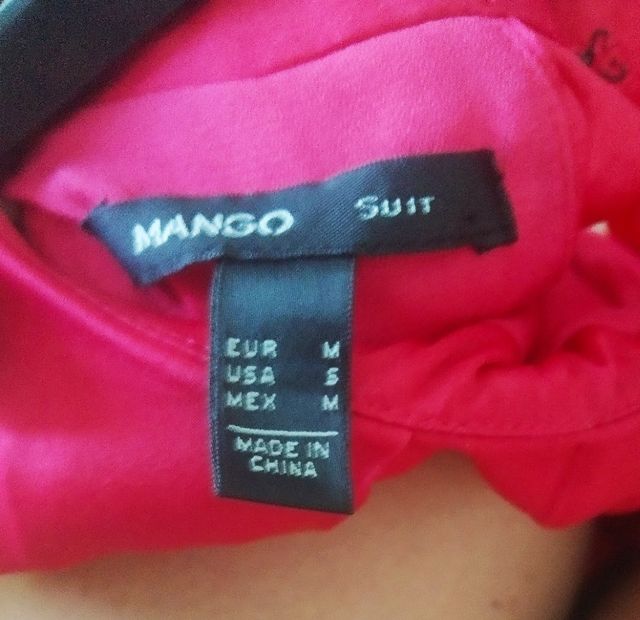 MANGO SUIT
EUR M
USA S
MEX M
MADE IN
CHINA